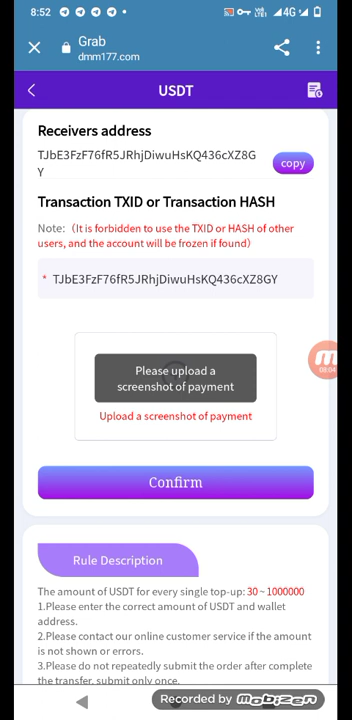 8:52
4G
Grab
dmm177.com
USDT
Receivers address
TJbE3FzF76fR5JRhjDiwuHsKQ436cXZ8G
Y
copy
Transaction TXID or Transaction HASH
Note:（It is forbidden to use the TXID or HASH of other
users, and the account will be frozen if found）
* TJbE3FzF76fR5JRhjDiwuHsKQ436cXZ8GY
Please upload a
screenshot of payment
Upload a screenshot of payment
08:04
Confirm
Rule Description
The amount of USDT for every single top-up: 30 ~ 1000000
1.Please enter the correct amount of USDT and wallet
address.
2.Please contact our online customer service if the amount
is not shown or errors.
3.Please do not repeatedly submit the order after complete
the transfer, submit only once.
Recorded by Mobizen